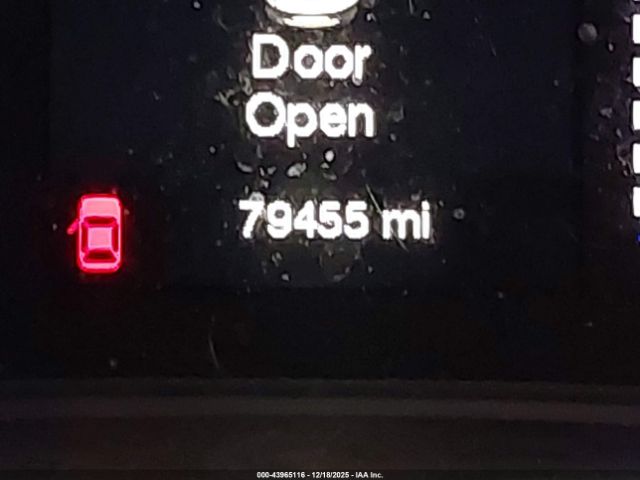 Door
Open
79455 mi
000-43965116 - 12/18/2025 - IAA Inc.